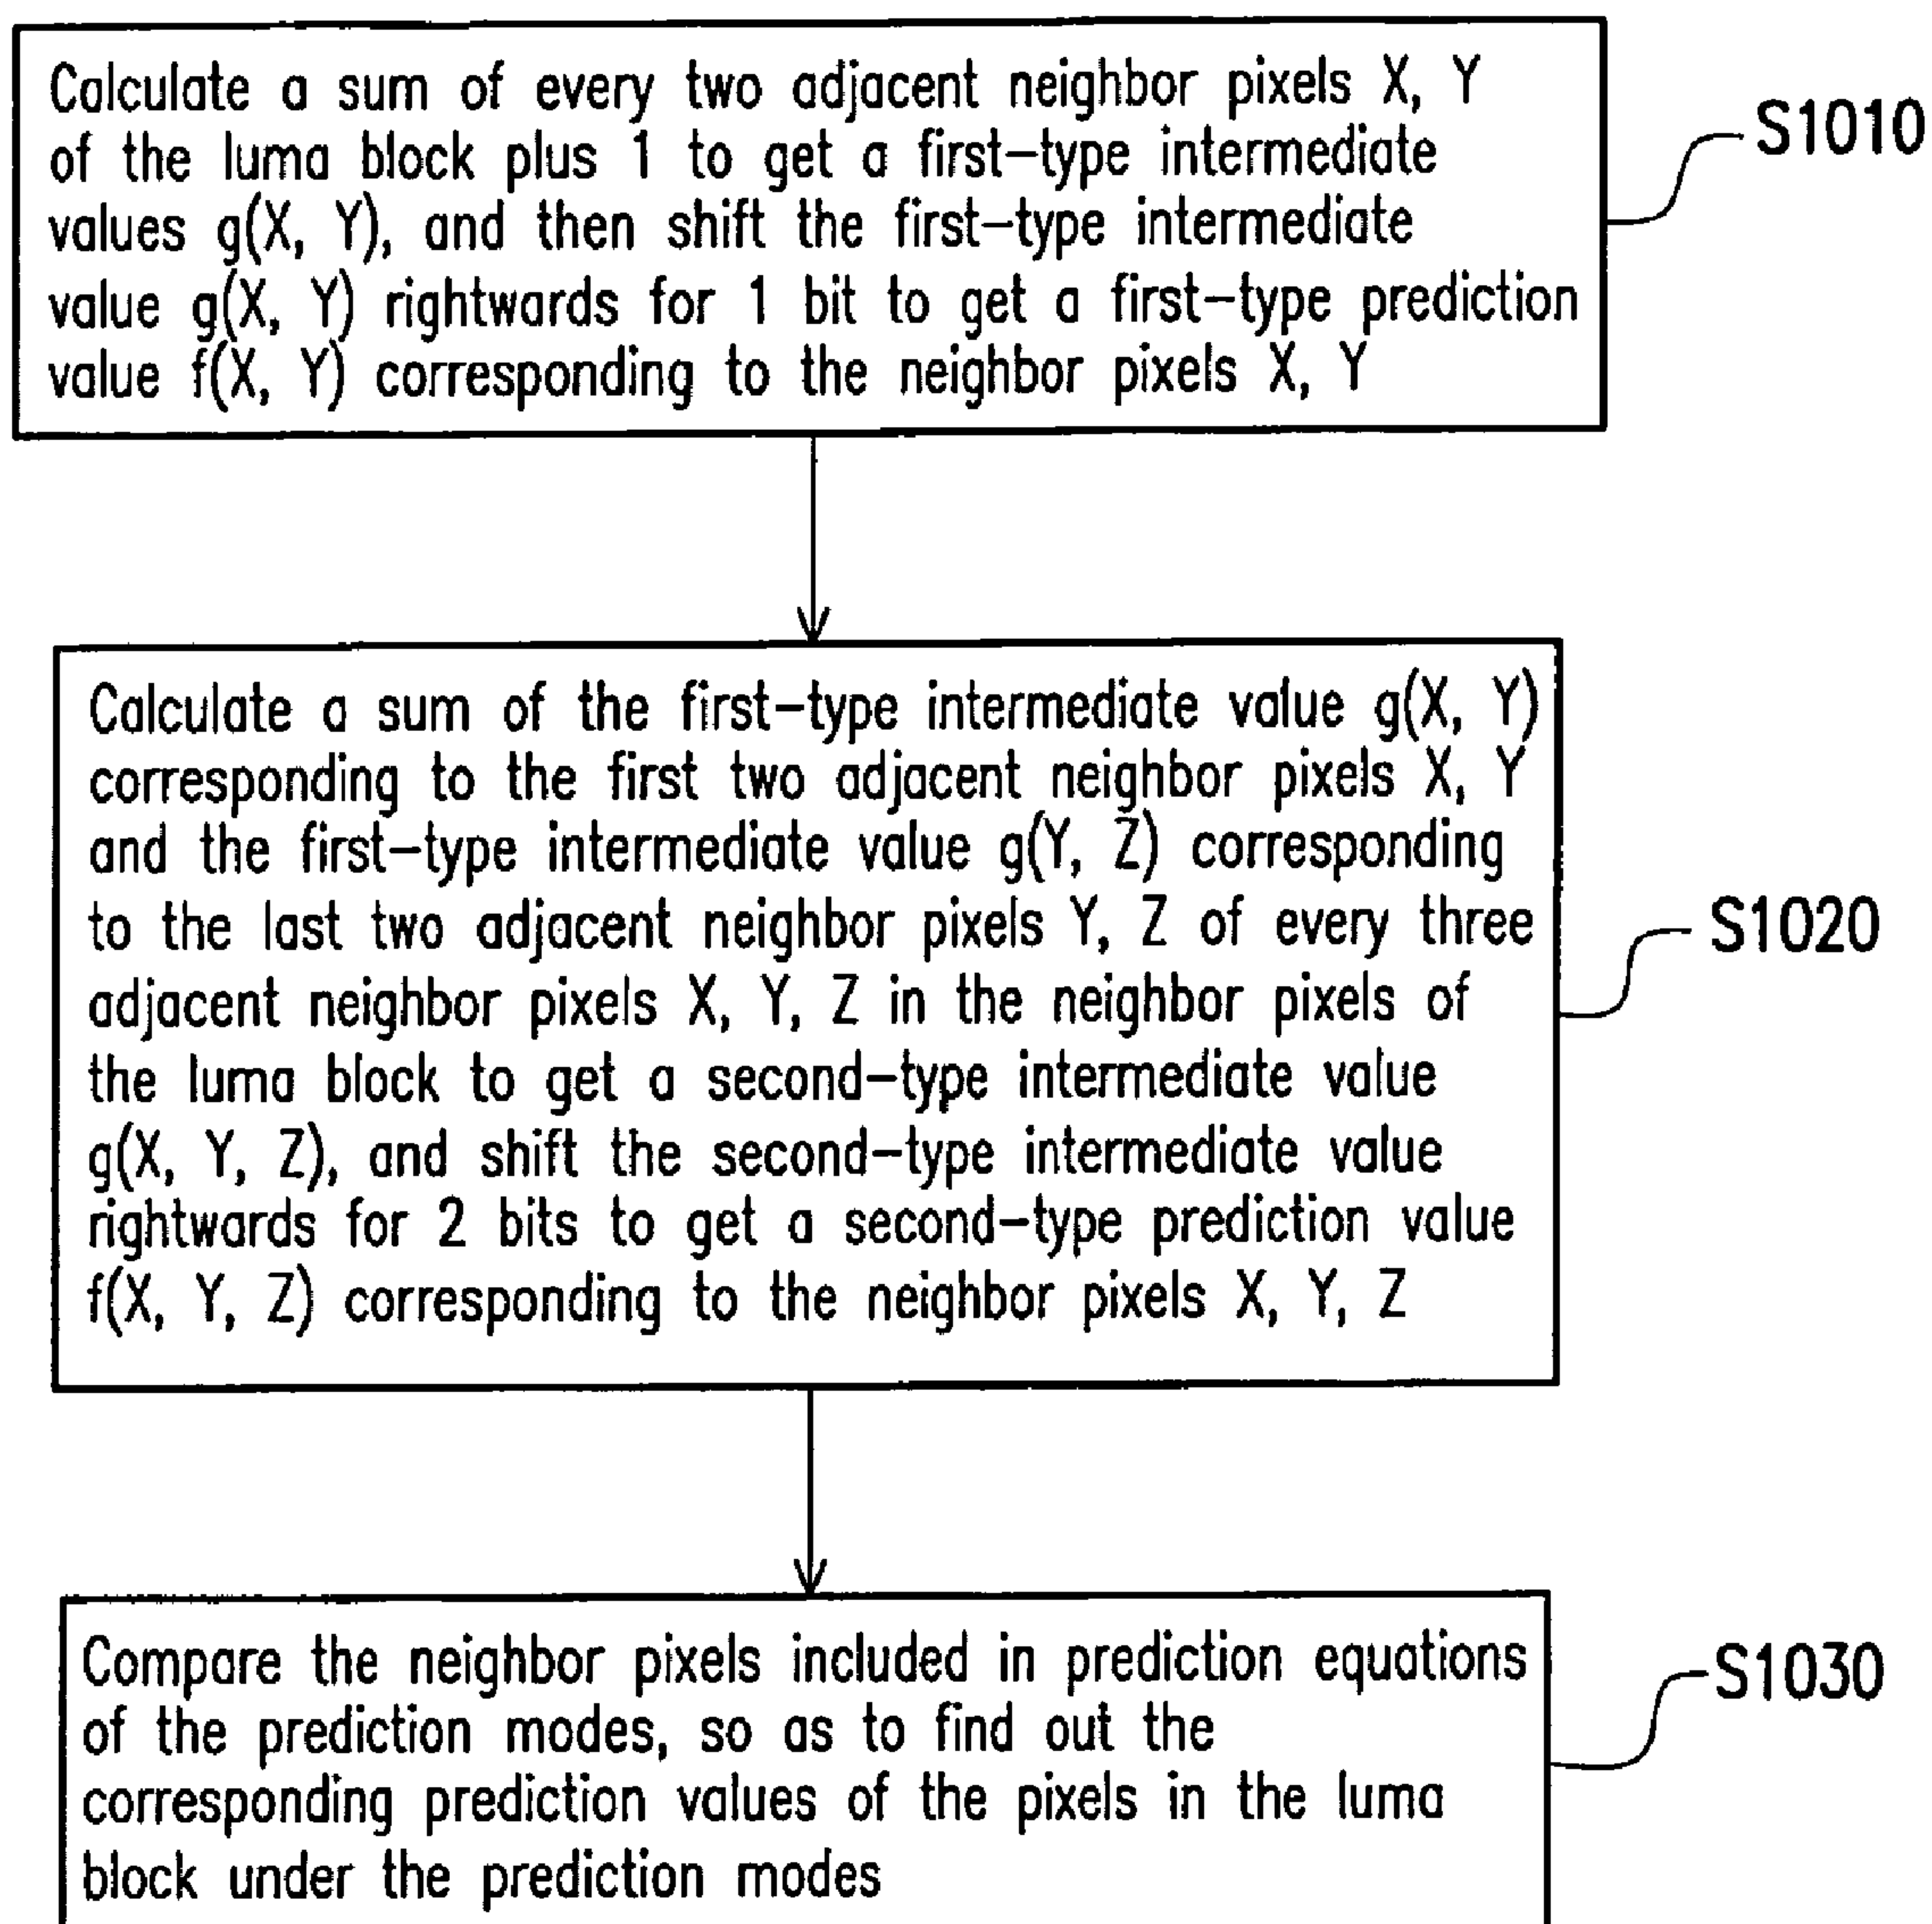 Calculate a sum of every two adjacent neighbor pixels X, Y
of the luma block plus 1 to get a first-type intermediate
values g(X, Y), and then shift the first-type intermediate
value g(X, Y) rightwards for 1 bit to get a first-type prediction
value f(X, Y) corresponding to the neighbor pixels X, Y
S1010
Calculate a sum of the first-type intermediate value g(X, Y)
corresponding to the first two adjacent neighbor pixels X, Y
and the first-type intermediate value g(Y, Z) corresponding
to the last two adjacent neighbor pixels Y, Z of every three
adjacent neighbor pixels X, Y, Z in the neighbor pixels of
the luma block to get a second-type intermediate value
g(X, Y, Z), and shift the second-type intermediate value
rightwards for 2 bits to get a second-type prediction value
f(X, Y, Z) corresponding to the neighbor pixels X, Y, Z
S1020
Compare the neighbor pixels included in prediction equations
of the prediction modes, so as to find out the
corresponding prediction values of the pixels in the luma
block under the prediction modes
S1030